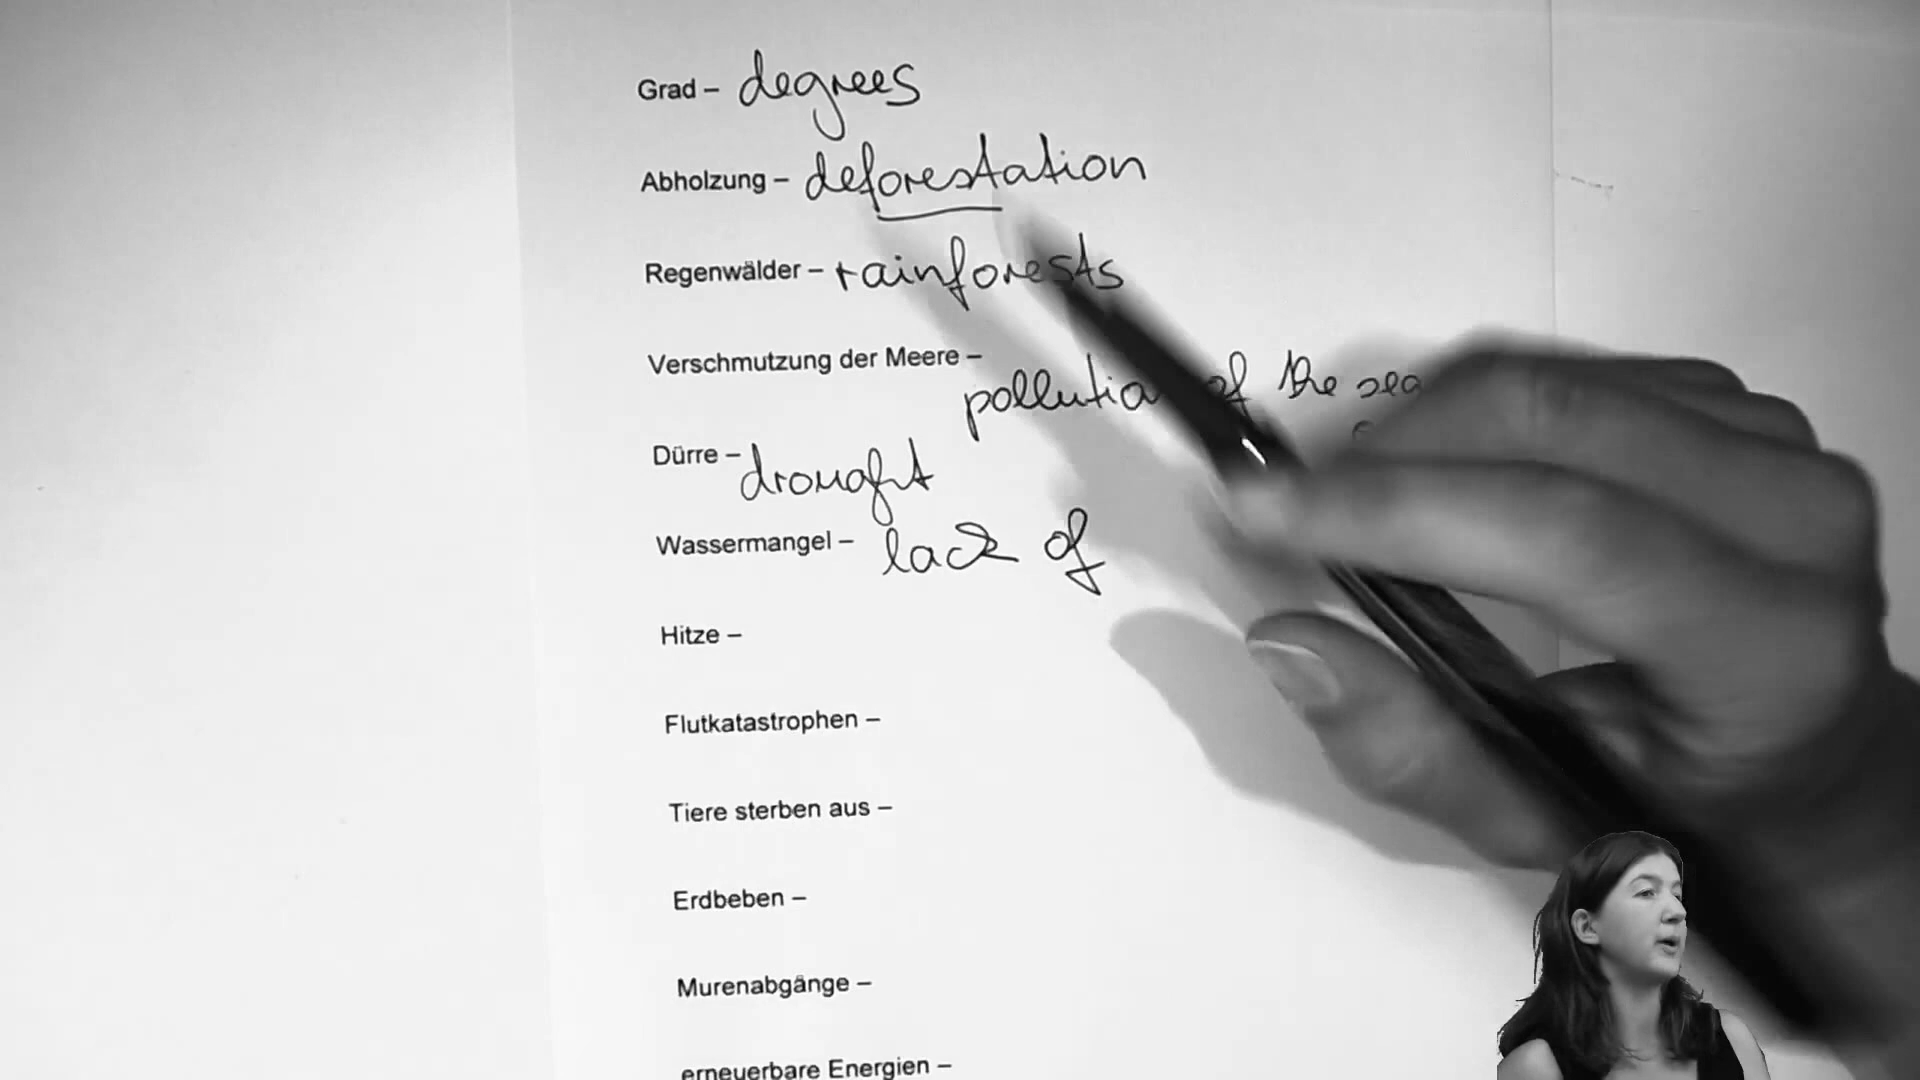 Grad – degrees
Abholzung – deforestation
Regenwälder – rainforests
Verschmutzung der Meere –
pollution of the sea
Dürre – drought
Wassermangel – lack of
Hitze –
Flutkatastrophen –
Tiere sterben aus –
Erdbeben –
Murenabgänge –
erneuerbare Energien –